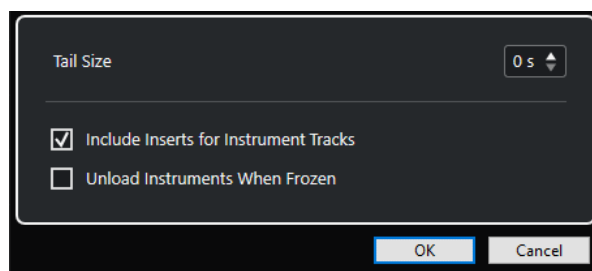 Tail Size
0 s
Include Inserts for Instrument Tracks
Unload Instruments When Frozen
OK
Cancel